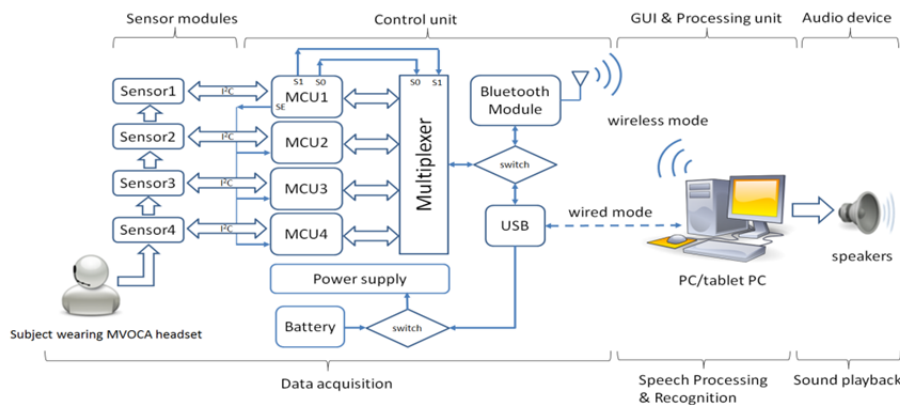 Sensor modules
Control unit
GUI & Processing unit
Audio device
S1
S0
S0
S1
Sensor1
I²C
MCU1
SE
Sensor2
I²C
MCU2
Sensor3
I²C
MCU3
Sensor4
I²C
MCU4
Multiplexer
Bluetooth
Module
switch
USB
wireless mode
wired mode
PC/tablet PC
speakers
Power supply
Battery
switch
Subject wearing MVOCA headset
Data acquisition
Speech Processing
& Recognition
Sound playback